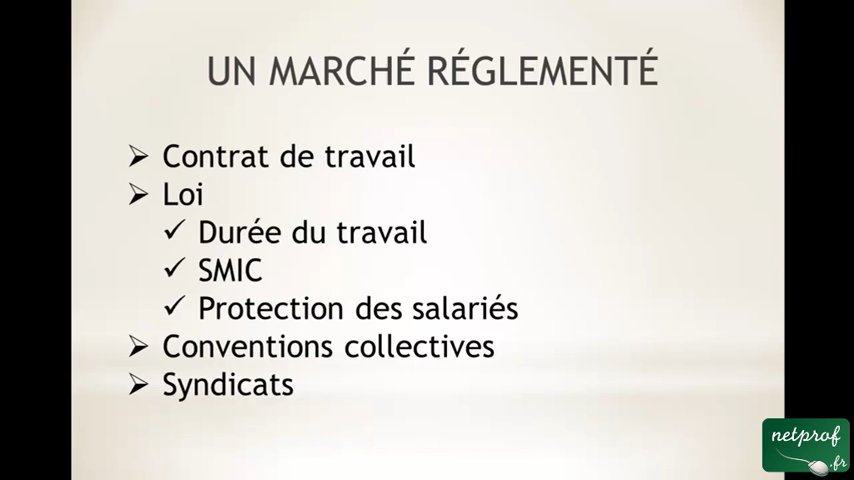 UN MARCHÉ RÉGLEMENTÉ
➢ Contrat de travail
➢ Loi
✓ Durée du travail
✓ SMIC
✓ Protection des salariés
➢ Conventions collectives
➢ Syndicats
netprof
.fr